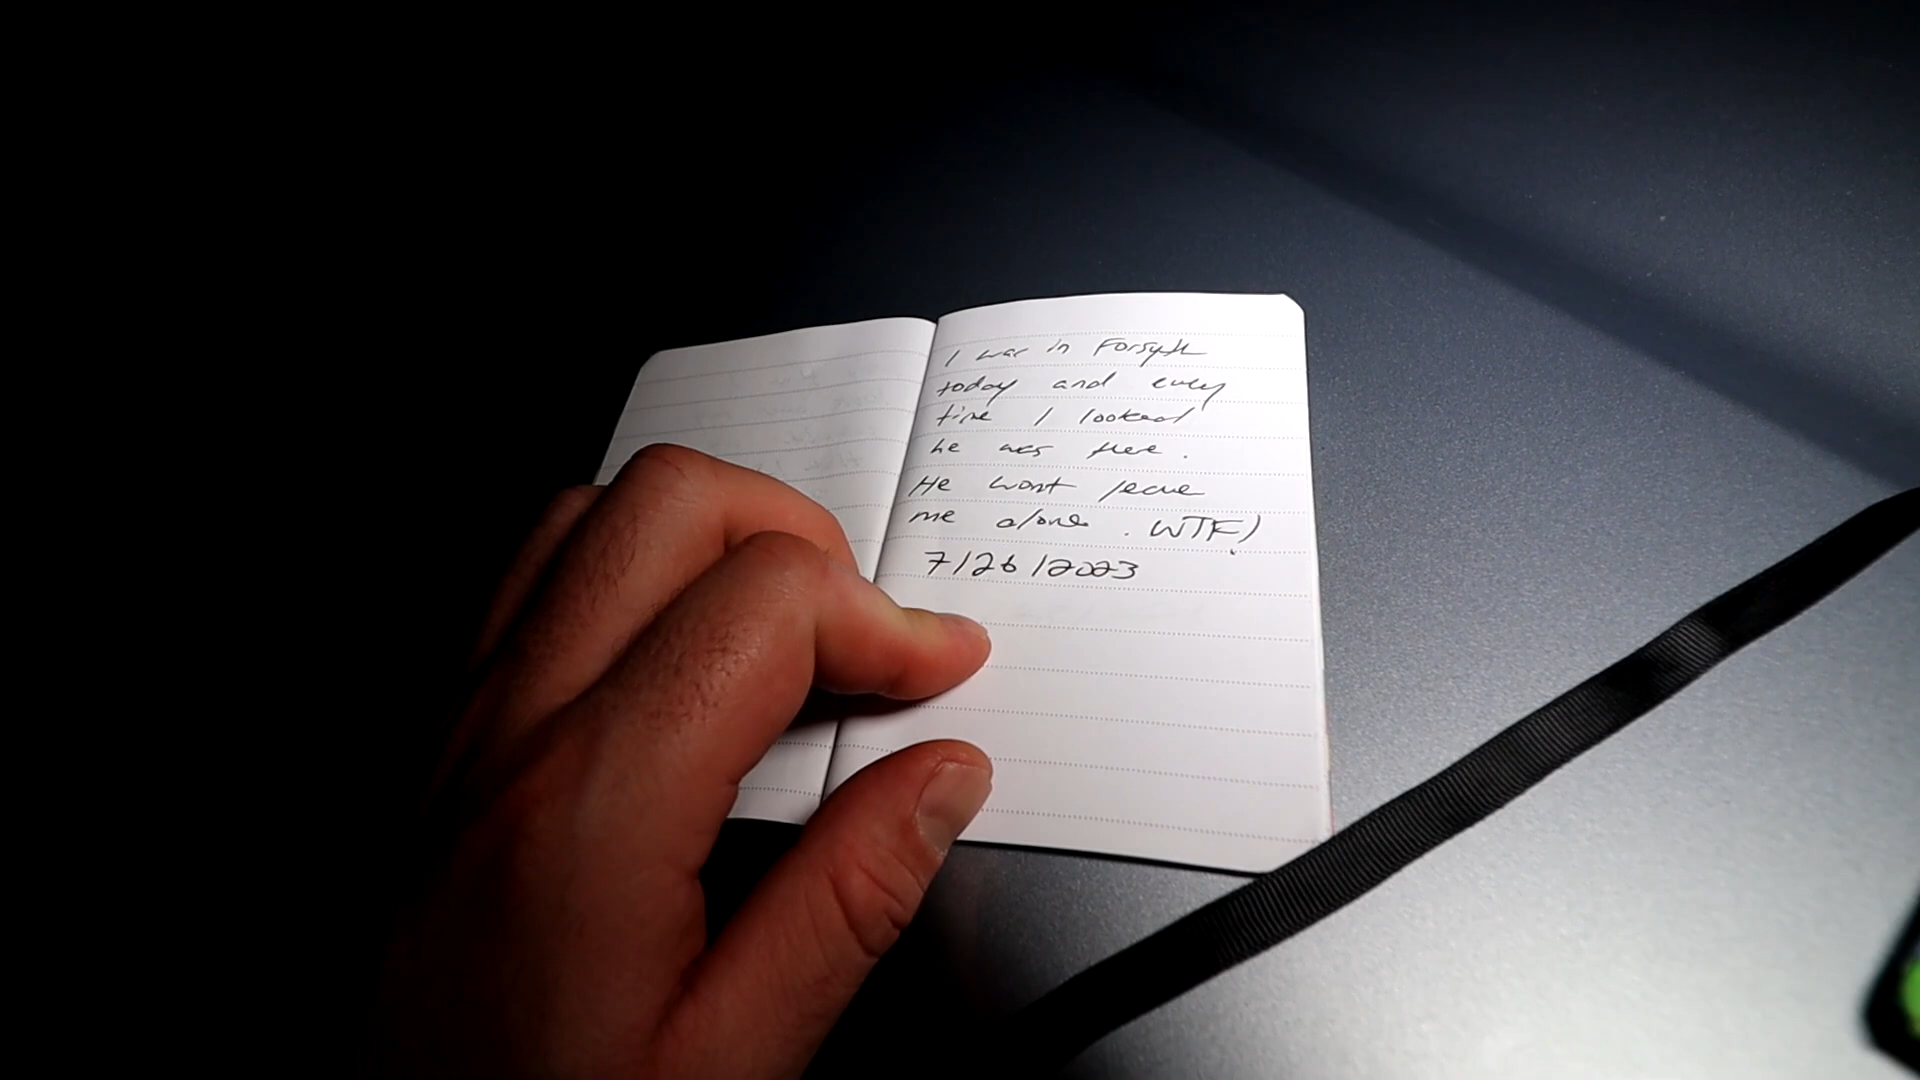 I was in Forsyth
today and every
time I looked
he was there.
He wont leave
me alone. WTF!
7/26/2023